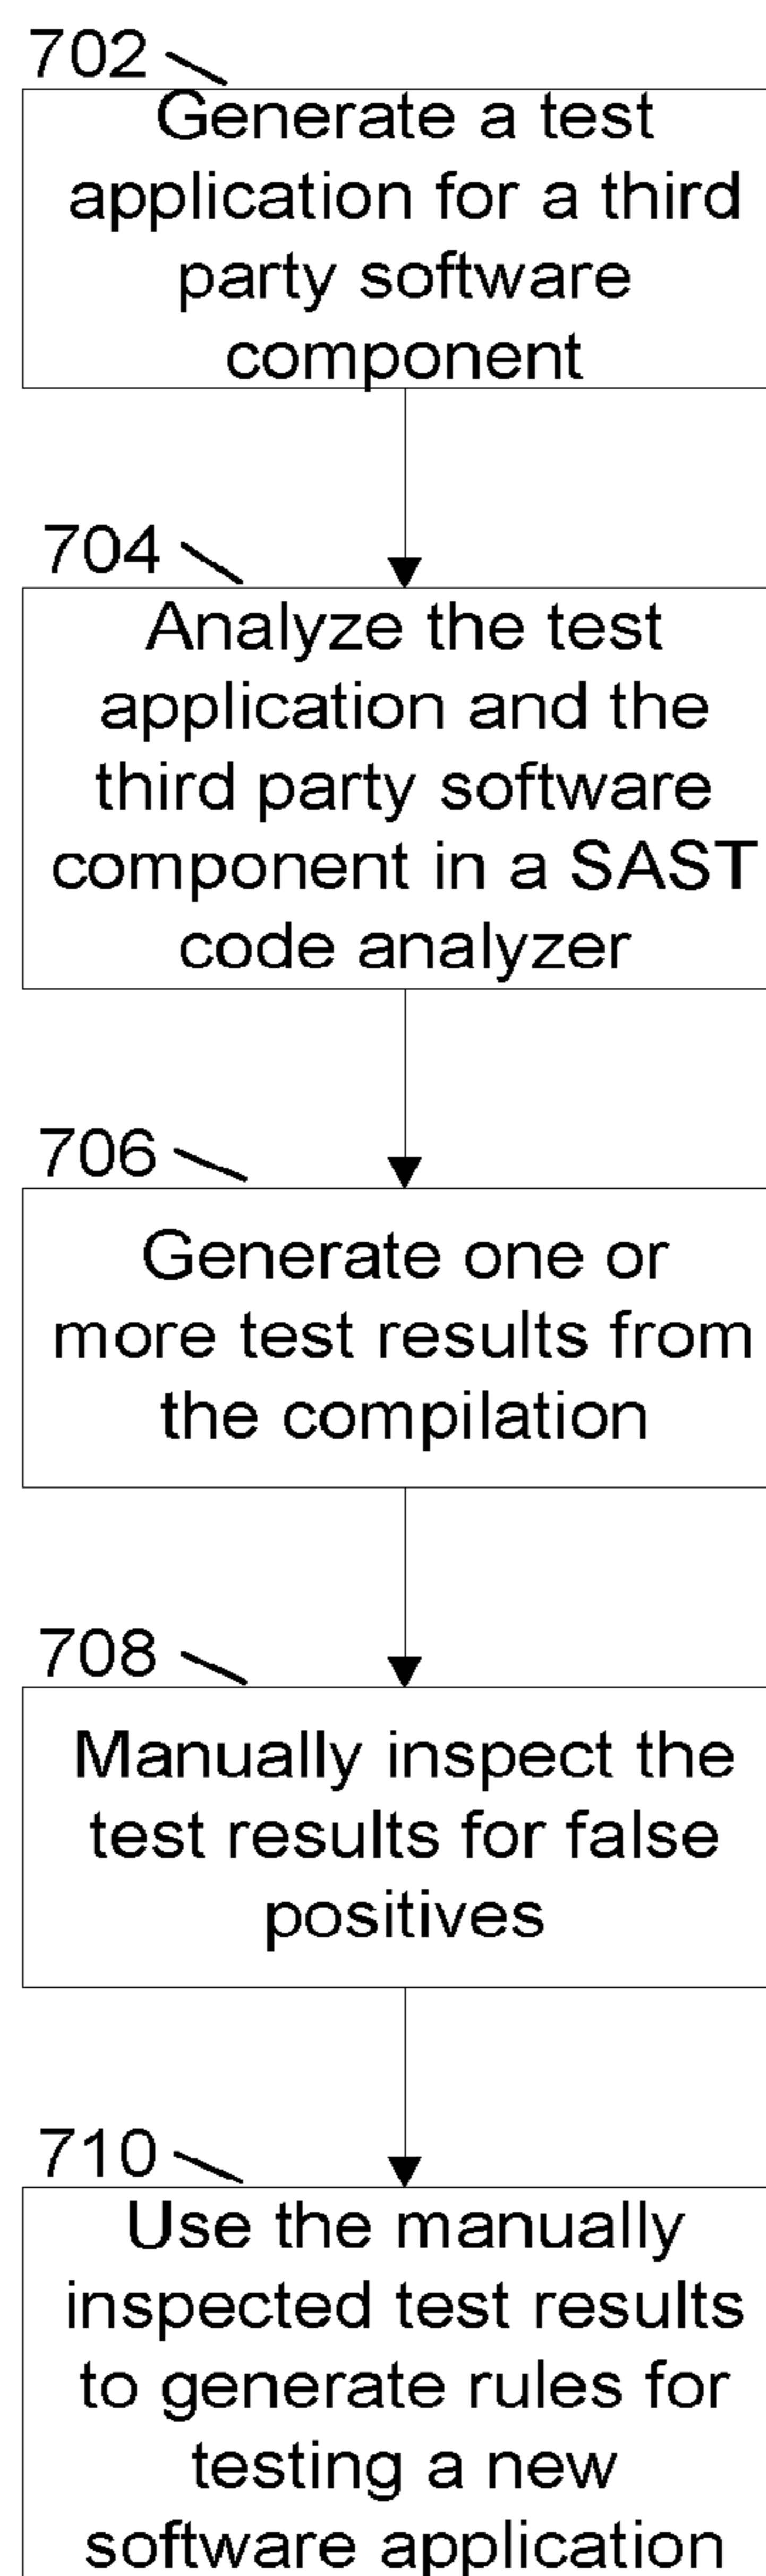 702
Generate a test
application for a third
party software
component
704
Analyze the test
application and the
third party software
component in a SAST
code analyzer
706
Generate one or
more test results from
the compilation
708
Manually inspect the
test results for false
positives
710
Use the manually
inspected test results
to generate rules for
testing a new
software application